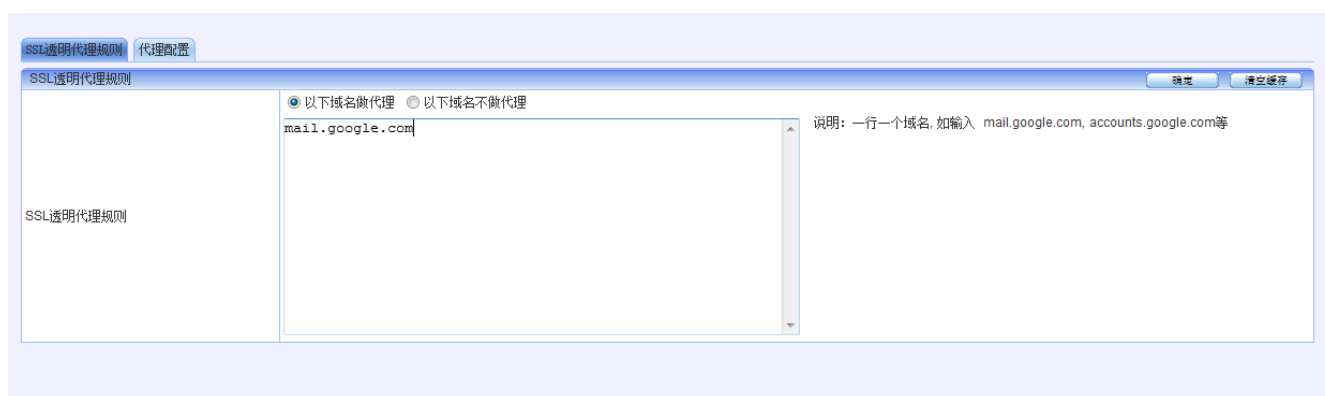 SSL透明代理规则 代理配置
SSL透明代理规则 确定 清空缓存
以下域名做代理 以下域名不做代理
mail.google.com
说明：一行一个域名, 如输入 mail.google.com, accounts.google.com等
SSL透明代理规则